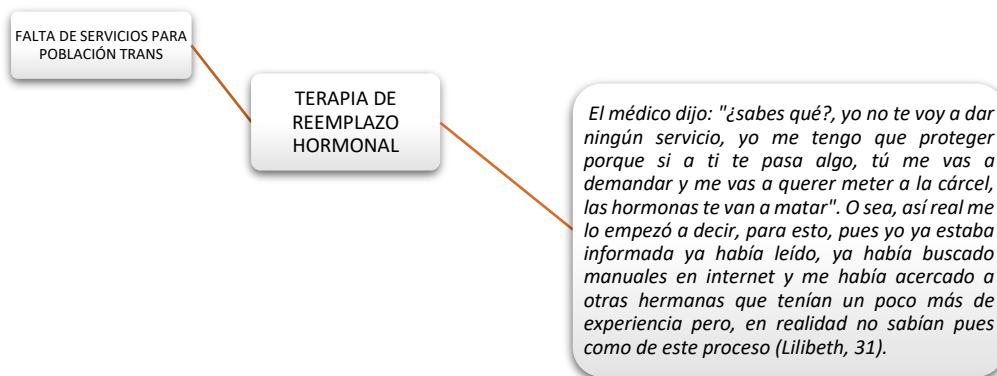 FALTA DE SERVICIOS PARA
POBLACIÓN TRANS
TERAPIA DE
REEMPLAZO
HORMONAL
El médico dijo: "¿sabes qué?, yo no te voy a dar
ningún servicio, yo me tengo que proteger
porque si a ti te pasa algo, tú me vas a
demandar y me vas a querer meter a la cárcel,
las hormonas te van a matar". O sea, así real me
lo empezó a decir, para esto, pues yo ya estaba
informada ya había leído, ya había buscado
manuales en internet y me había acercado a
otras hermanas que tenían un poco más de
experiencia pero, en realidad no sabían pues
como de este proceso (Lilibeth, 31).